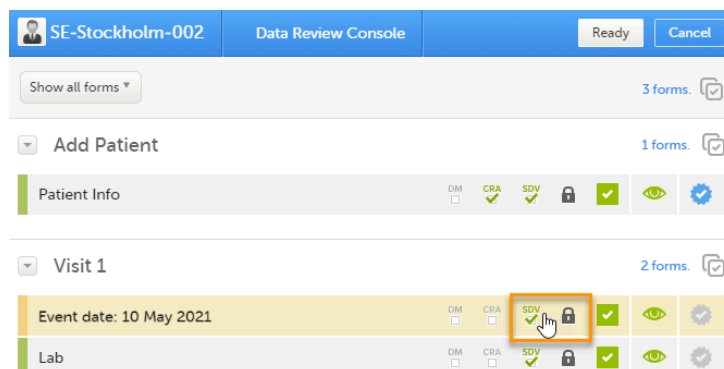 SE-Stockholm-002 Data Review Console Ready Cancel
Show all forms 3 forms.
Add Patient 1 forms.
Patient Info DM CRA SDV
Visit 1 2 forms.
Event date: 10 May 2021 DM CRA SDV
Lab DM CRA SDV